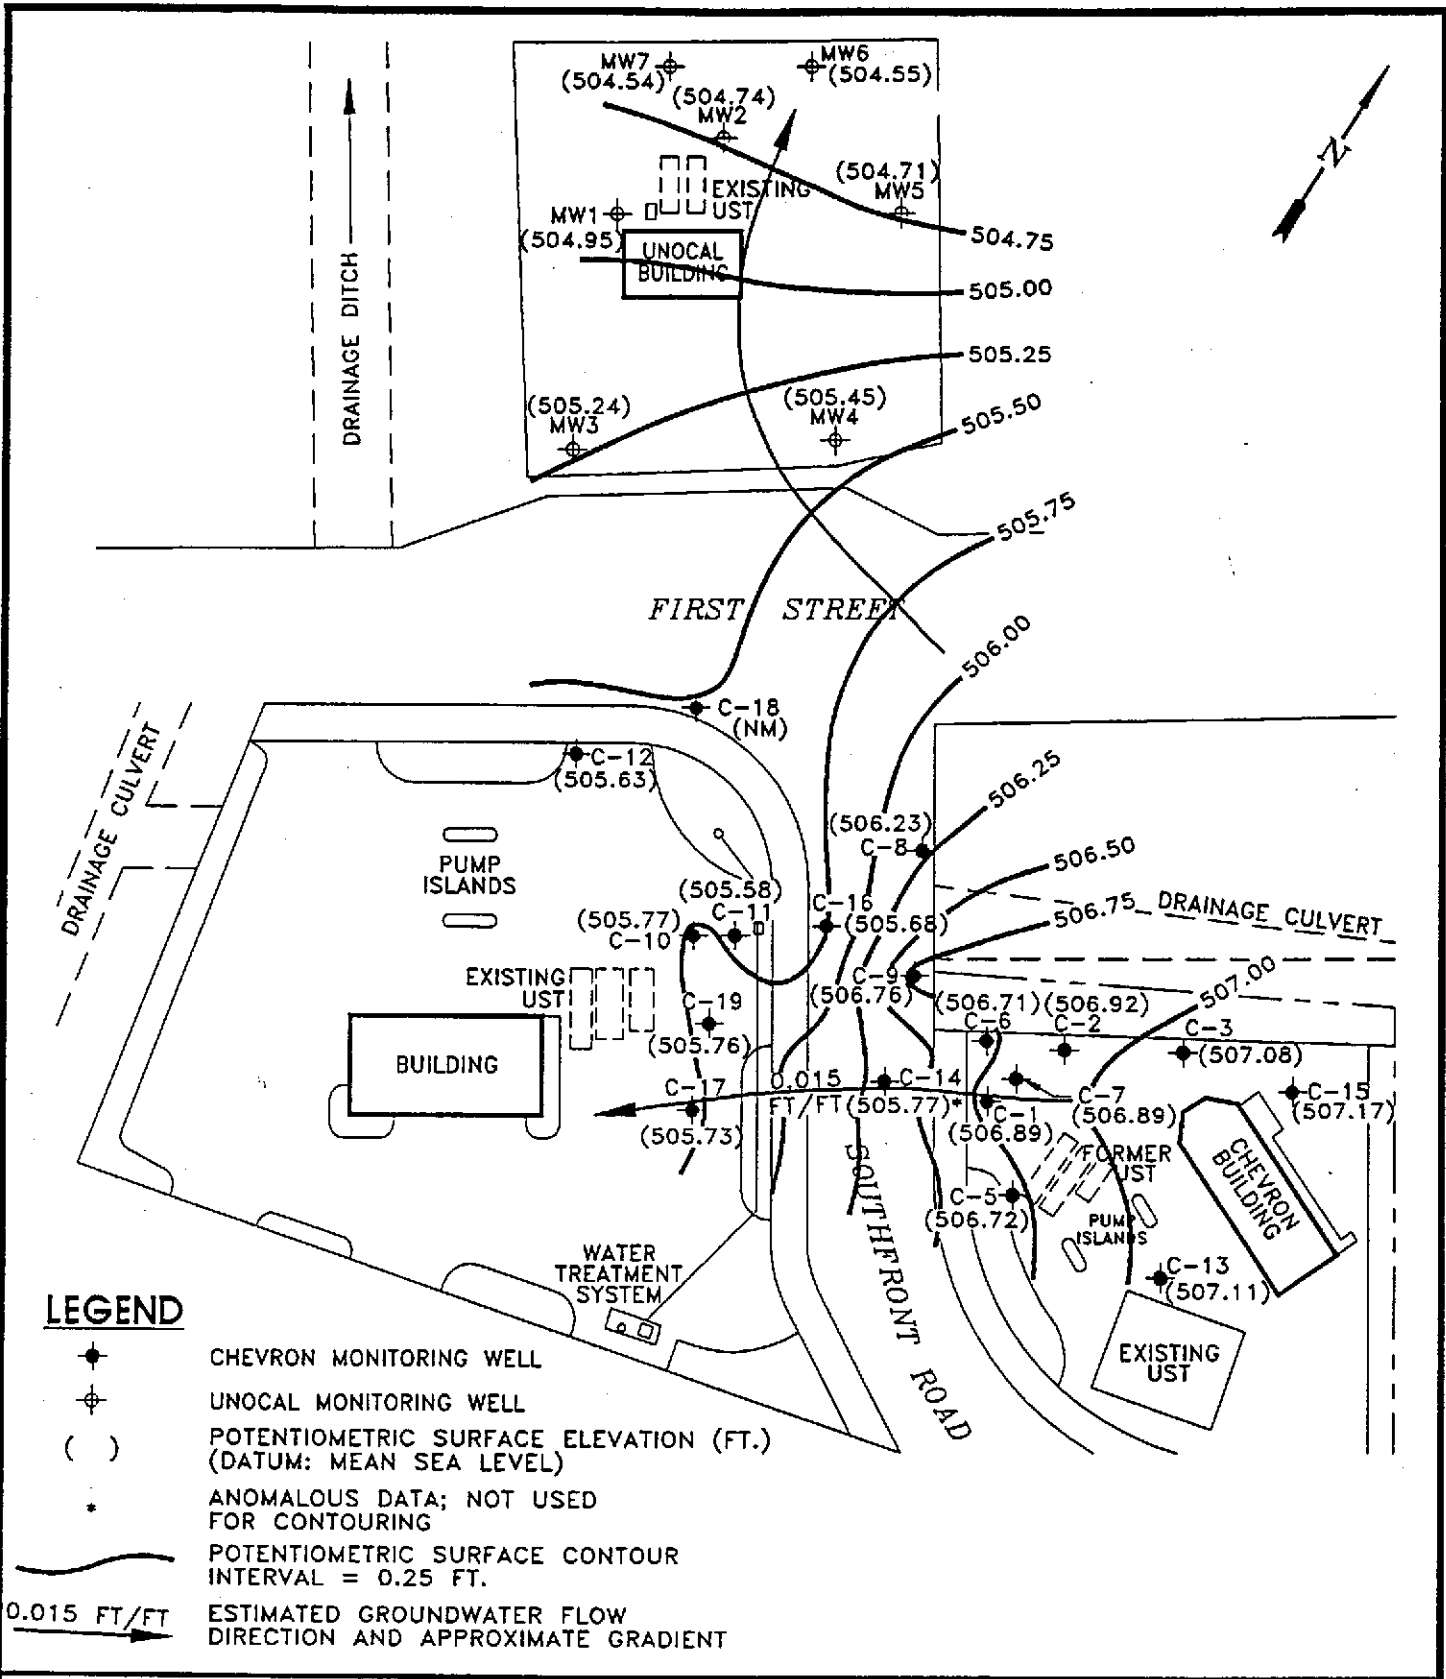 MW7
(504.54)
MW6
(504.55)
(504.74)
MW2
(504.71)
MW5
MW1
(504.95)
EXISTING
UST
UNOCAL
BUILDING
504.75
505.00
505.25
505.50
505.75
506.00
506.25
506.50
506.75
507.00
N
DRAINAGE DITCH
(505.24)
MW3
(505.45)
MW4
FIRST STREET
C-18
(NM)
C-12
(505.63)
DRAINAGE CULVERT
PUMP
ISLANDS
(506.23)
C-8
(505.58)
C-11
C-16
(505.68)
(505.77)
C-10
DRAINAGE CULVERT
EXISTING
UST
C-9
(506.76)
(506.71)
C-6
(506.92)
C-2
C-3
(507.08)
C-19
(505.76)
BUILDING
C-17
(505.73)
0.015
FT/FT
C-14
(505.77)*
C-1
(506.89)
C-7
(506.89)
C-15
(507.17)
FORMER
UST
CHEVRON
BUILDING
C-5
(506.72)
PUMP
ISLANDS
C-13
(507.11)
SOUTHFRONT ROAD
WATER
TREATMENT
SYSTEM
EXISTING
UST
LEGEND
CHEVRON MONITORING WELL
UNOCAL MONITORING WELL
( ) POTENTIOMETRIC SURFACE ELEVATION (FT.)
(DATUM: MEAN SEA LEVEL)
* ANOMALOUS DATA; NOT USED
FOR CONTOURING
POTENTIOMETRIC SURFACE CONTOUR
INTERVAL = 0.25 FT.
0.015 FT/FT ESTIMATED GROUNDWATER FLOW
DIRECTION AND APPROXIMATE GRADIENT